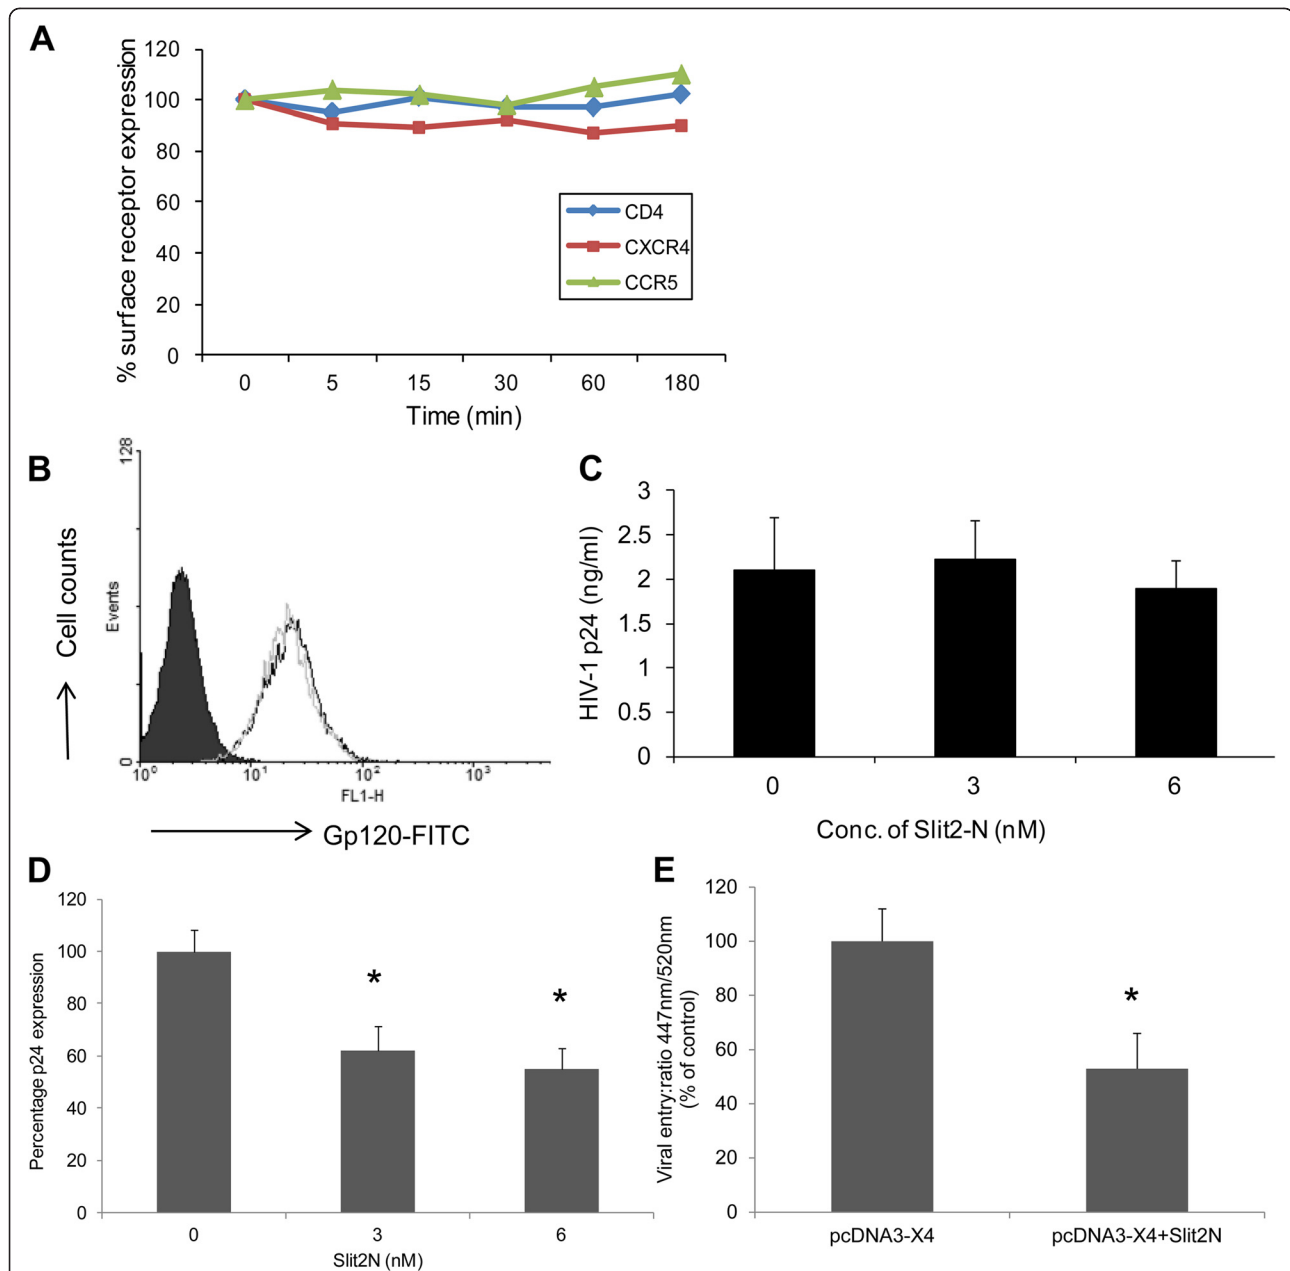 A
% surface receptor expression
120
100
80
60
40
20
0
CD4
CXCR4
CCR5
0 5 15 30 60 180
Time (min)
B
Cell counts
Events
128
0
10⁰ 10¹ 10² 10³
FL1-H
Gp120-FITC
C
HIV-1 p24 (ng/ml)
3
2.5
2
1.5
1
0.5
0
0 3 6
Conc. of Slit2-N (nM)
D
Percentage p24 expression
120
100
80
60
40
20
0
*
*
0 3 6
Slit2N (nM)
E
Viral entry:ratio 447nm/520nm
(% of control)
120
100
80
60
40
20
0
*
pcDNA3-X4 pcDNA3-X4+Slit2N